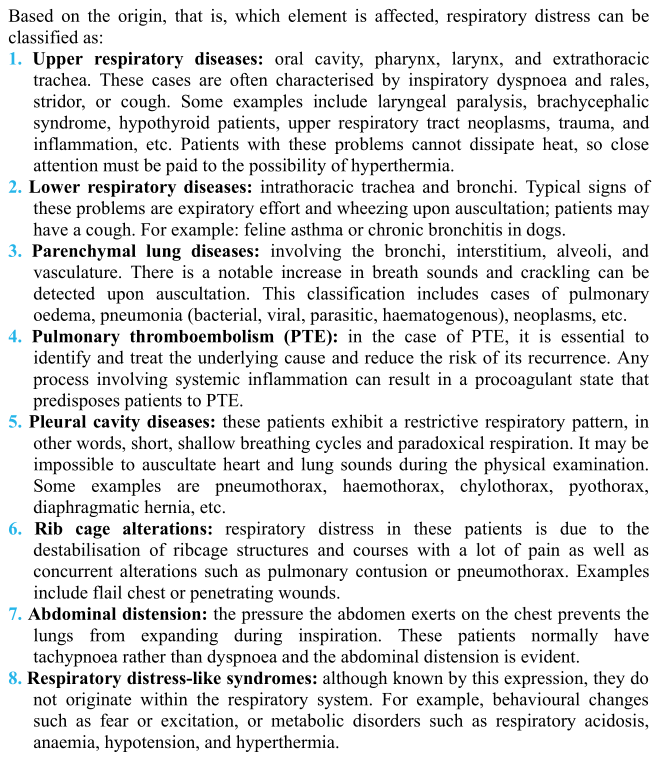 Based on the origin, that is, which element is affected, respiratory distress can be
classified as:
1. Upper respiratory diseases: oral cavity, pharynx, larynx, and extrathoracic
trachea. These cases are often characterised by inspiratory dyspnoea and rales,
stridor, or cough. Some examples include laryngeal paralysis, brachycephalic
syndrome, hypothyroid patients, upper respiratory tract neoplasms, trauma, and
inflammation, etc. Patients with these problems cannot dissipate heat, so close
attention must be paid to the possibility of hyperthermia.
2. Lower respiratory diseases: intrathoracic trachea and bronchi. Typical signs of
these problems are expiratory effort and wheezing upon auscultation; patients may
have a cough. For example: feline asthma or chronic bronchitis in dogs.
3. Parenchymal lung diseases: involving the bronchi, interstitium, alveoli, and
vasculature. There is a notable increase in breath sounds and crackling can be
detected upon auscultation. This classification includes cases of pulmonary
oedema, pneumonia (bacterial, viral, parasitic, haematogenous), neoplasms, etc.
4. Pulmonary thromboembolism (PTE): in the case of PTE, it is essential to
identify and treat the underlying cause and reduce the risk of its recurrence. Any
process involving systemic inflammation can result in a procoagulant state that
predisposes patients to PTE.
5. Pleural cavity diseases: these patients exhibit a restrictive respiratory pattern, in
other words, short, shallow breathing cycles and paradoxical respiration. It may be
impossible to auscultate heart and lung sounds during the physical examination.
Some examples are pneumothorax, haemothorax, chylothorax, pyothorax,
diaphragmatic hernia, etc.
6. Rib cage alterations: respiratory distress in these patients is due to the
destabilisation of ribcage structures and courses with a lot of pain as well as
concurrent alterations such as pulmonary contusion or pneumothorax. Examples
include flail chest or penetrating wounds.
7. Abdominal distension: the pressure the abdomen exerts on the chest prevents the
lungs from expanding during inspiration. These patients normally have
tachypnoea rather than dyspnoea and the abdominal distension is evident.
8. Respiratory distress-like syndromes: although known by this expression, they do
not originate within the respiratory system. For example, behavioural changes
such as fear or excitation, or metabolic disorders such as respiratory acidosis,
anaemia, hypotension, and hyperthermia.